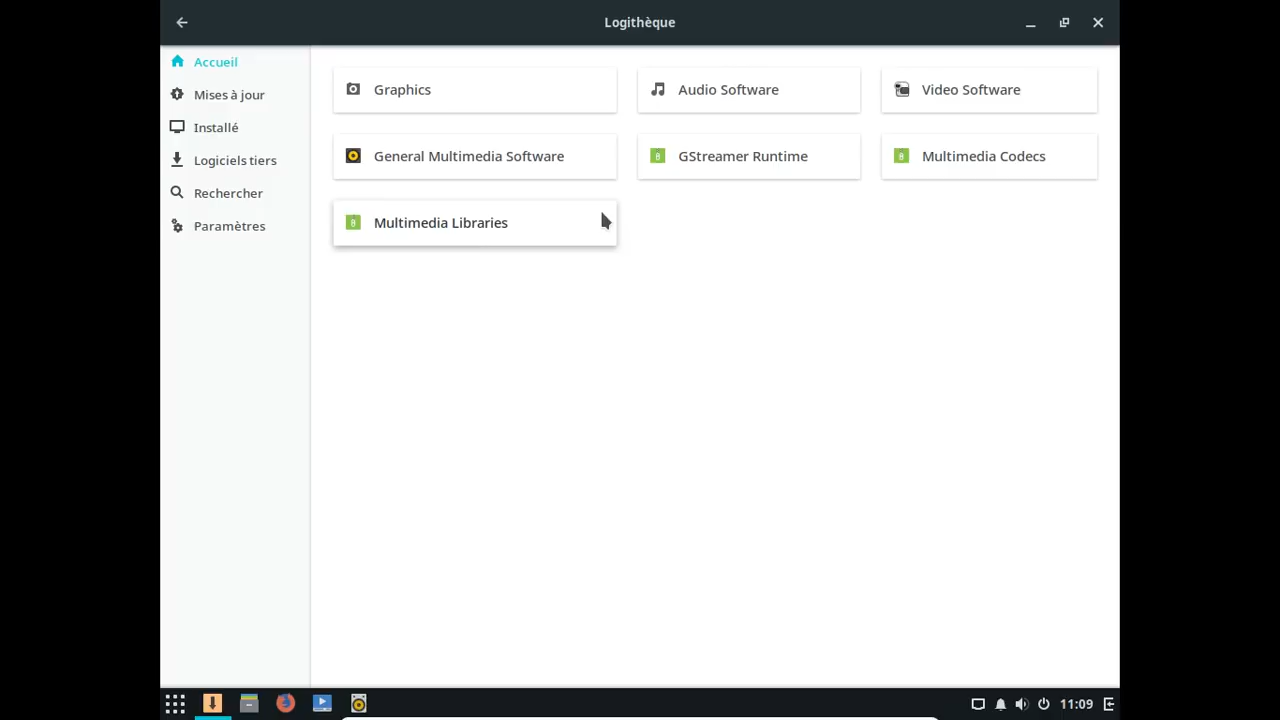 Logithèque
Accueil
Mises à jour
Installé
Logiciels tiers
Rechercher
Paramètres
Graphics
Audio Software
Video Software
General Multimedia Software
GStreamer Runtime
Multimedia Codecs
Multimedia Libraries
11:09